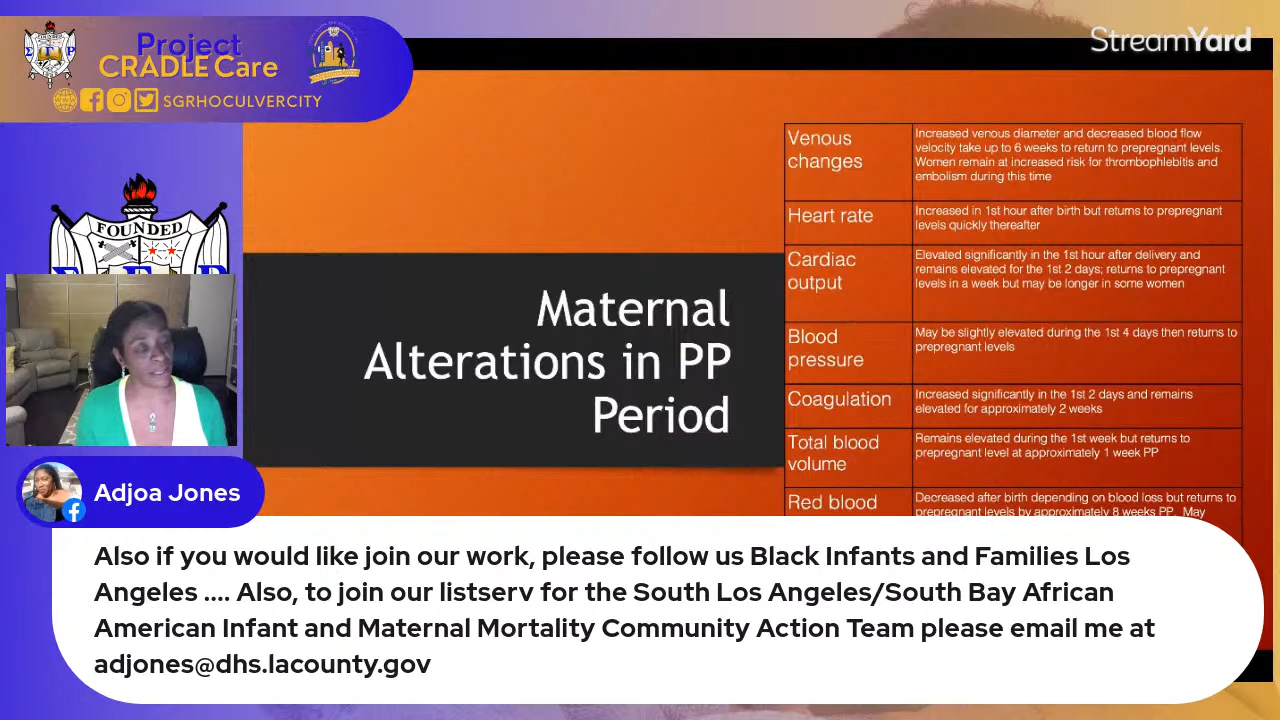 Project
CRADLE Care
SGRHOCULVERCITY
StreamYard
FOUNDED
Σ Γ Ρ
Maternal
Alterations in PP
Period
Venous
changes
Increased venous diameter and decreased blood flow
velocity take up to 6 weeks to return to prepregnant levels.
Women remain at increased risk for thrombophlebitis and
embolism during this time
Heart rate
Increased in 1st hour after birth but returns to prepregnant
levels quickly thereafter
Cardiac
output
Elevated significantly in the 1st hour after delivery and
remains elevated for the 1st 2 days; returns to prepregnant
levels in a week but may be longer in some women
Blood
pressure
May be slightly elevated during the 1st 4 days then returns to
prepregnant levels
Coagulation
Increased significantly in the 1st 2 days and remains
elevated for approximately 2 weeks
Total blood
volume
Remains elevated during the 1st week but returns to
prepregnant level at approximately 1 week PP
Red blood
Decreased after birth depending on blood loss but returns to
prepregnant levels by approximately 8 weeks PP. May
Adjoa Jones
Also if you would like join our work, please follow us Black Infants and Families Los
Angeles .... Also, to join our listserv for the South Los Angeles/South Bay African
American Infant and Maternal Mortality Community Action Team please email me at
adjones@dhs.lacounty.gov